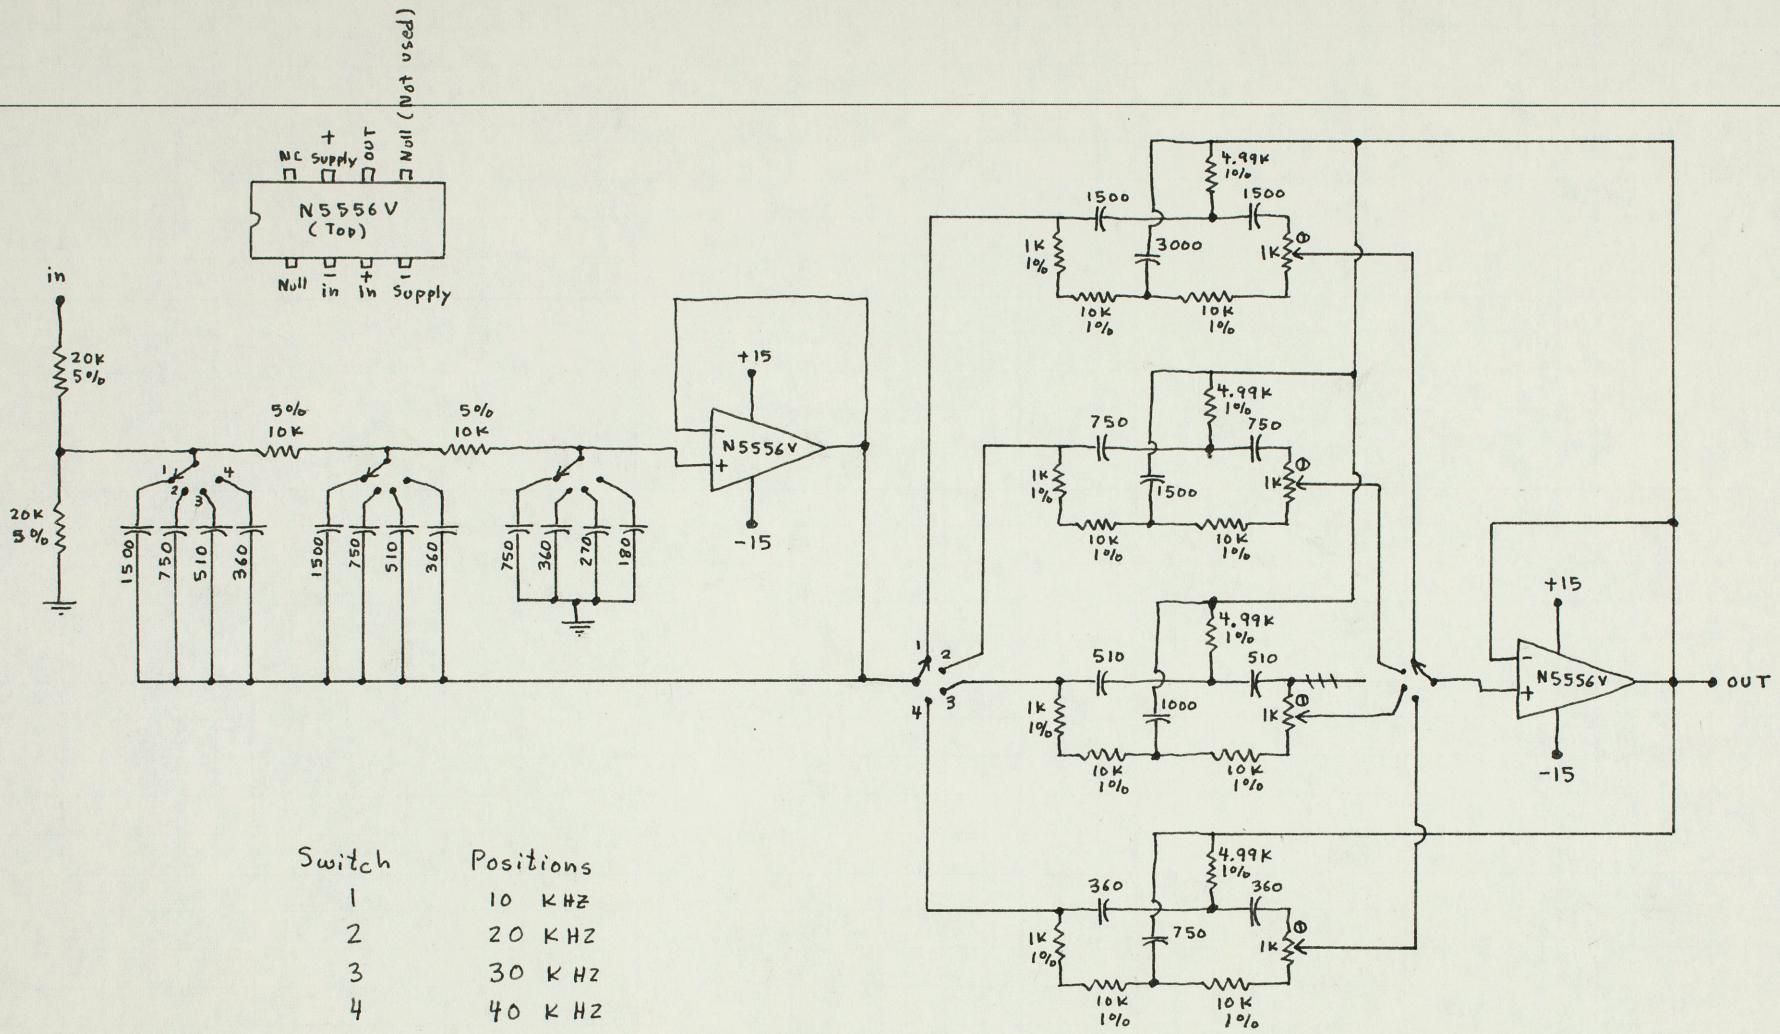 Null (Not used)
OUT
+
Supply
NC
N5556V
(Top)
Null
-
in
+
in
-
Supply
in
20K
5%
20K
5%
5%
10K
5%
10K
1
2
3
4
1500
750
510
360
1500
750
510
360
750
360
270
180
+15
-
N5556V
+
-15
1
2
3
4
4.99K
1%
1500
1500
1K
1%
3000
1K
10K
1%
10K
1%
4.99K
1%
750
750
1K
1%
1500
1K
10K
1%
10K
1%
4.99K
1%
510
510
1K
1%
1000
1K
10K
1%
10K
1%
4.99K
1%
360
360
1K
1%
750
1K
10K
1%
10K
1%
+15
-
N5556V
+
-15
OUT
Switch Positions
1 10 KHZ
2 20 KHZ
3 30 KHZ
4 40 KHZ